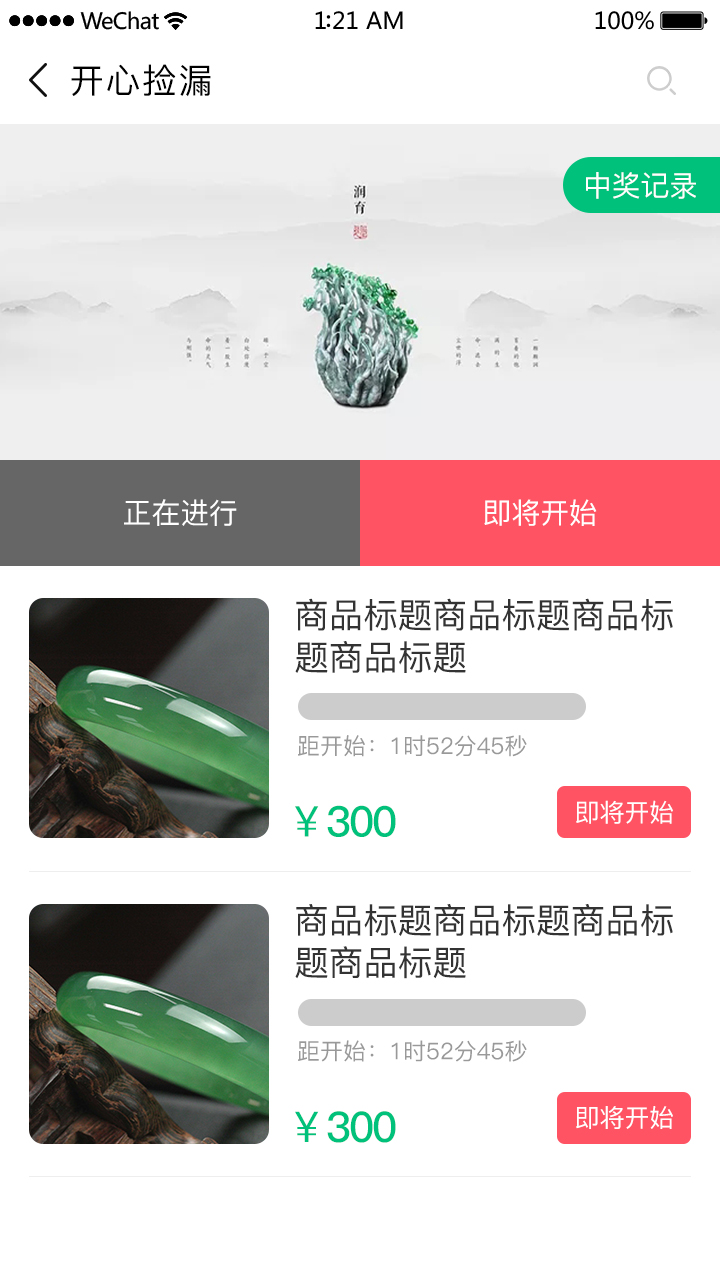 WeChat 1:21 AM 100%
开心捡漏
中奖记录
润育
正在进行
即将开始
商品标题商品标题商品标
题商品标题
距开始：1时52分45秒
￥300
即将开始
商品标题商品标题商品标
题商品标题
距开始：1时52分45秒
￥300
即将开始